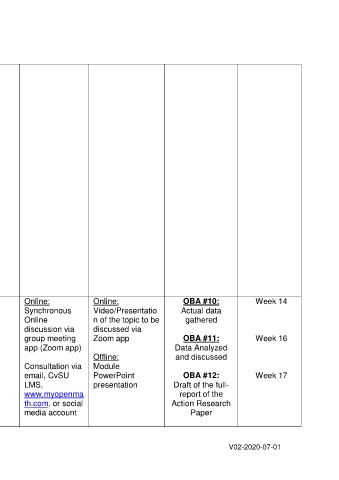 Online:
Synchronous
Online
discussion via
group meeting
app (Zoom app)
Consultation via
email, CvSU
LMS,
www.myopenma
th.com, or social
media account
Online:
Video/Presentatio
n of the topic to be
discussed via
Zoom app
Offline:
Module
PowerPoint
presentation
OBA #10:
Actual data
gathered
OBA #11:
Data Analyzed
and discussed
OBA #12:
Draft of the full-
report of the
Action Research
Paper
Week 14
Week 16
Week 17
V02-2020-07-01